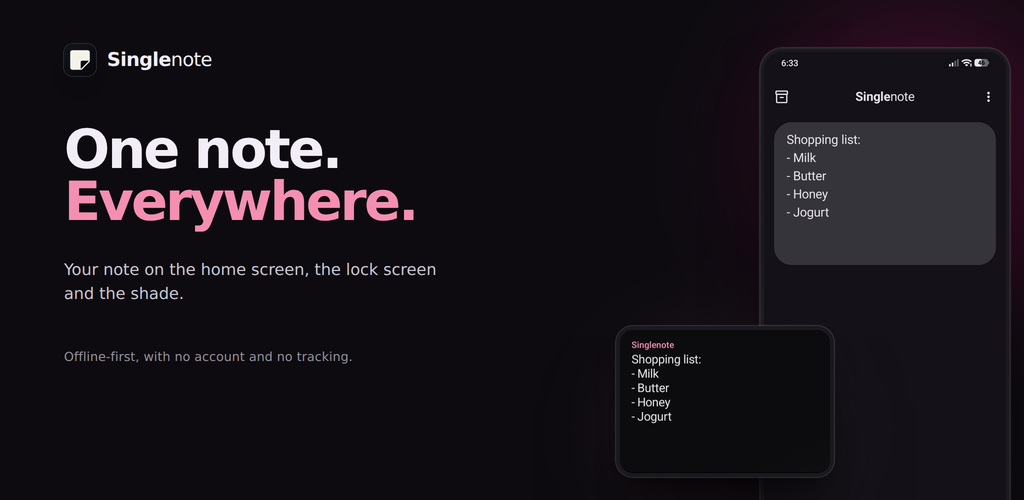 Singlenote
One note.
Everywhere.
Your note on the home screen, the lock screen
and the shade.
Offline-first, with no account and no tracking.
6:33
Singlenote
Shopping list:
- Milk
- Butter
- Honey
- Jogurt
Singlenote
Shopping list:
- Milk
- Butter
- Honey
- Jogurt